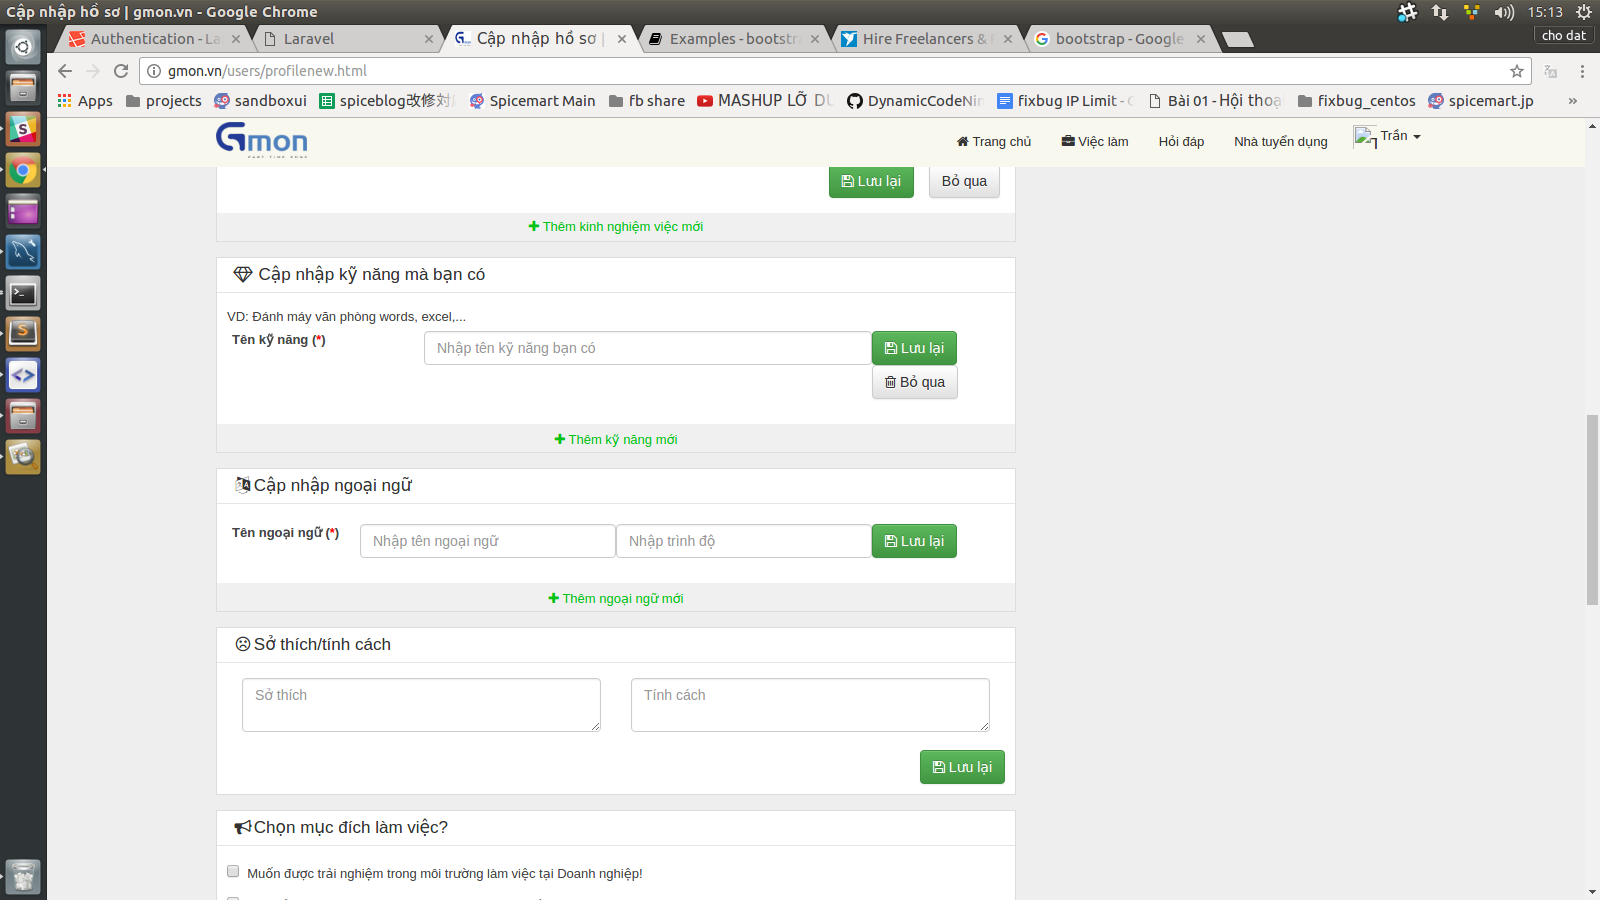 Cập nhập hồ sơ | gmon.vn - Google Chrome
15:13
cho dat
Authentication - La
Laravel
Cập nhập hồ sơ |
Examples - bootstr
Hire Freelancers &
bootstrap - Google
gmon.vn/users/profilenew.html
Apps
projects
sandboxui
spiceblog改修対
Spicemart Main
fb share
MASHUP LỠ DU
DynamicCodeNin
fixbug IP Limit -
Bài 01 - Hội thoạ
fixbug_centos
spicemart.jp
»
Gmon
PART TIME ZONE
Trang chủ
Việc làm
Hỏi đáp
Nhà tuyển dụng
Trần
Lưu lại
Bỏ qua
Thêm kinh nghiệm việc mới
Cập nhập kỹ năng mà bạn có
VD: Đánh máy văn phòng words, excel,...
Tên kỹ năng (*)
Nhập tên kỹ năng bạn có
Lưu lại
Bỏ qua
Thêm kỹ năng mới
Cập nhập ngoại ngữ
Tên ngoại ngữ (*)
Nhập tên ngoại ngữ
Nhập trình độ
Lưu lại
Thêm ngoại ngữ mới
Sở thích/tính cách
Sở thích
Tính cách
Lưu lại
Chọn mục đích làm việc?
Muốn được trải nghiệm trong môi trường làm việc tại Doanh nghiệp!